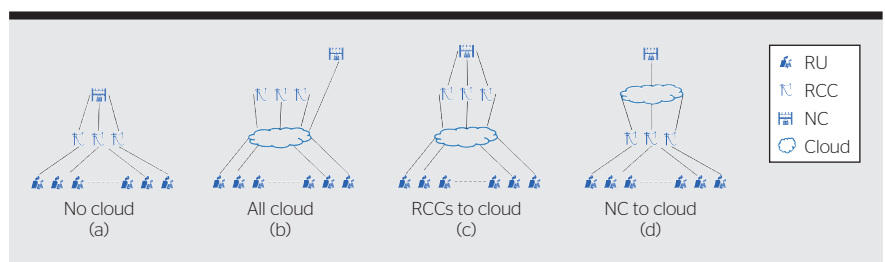 RU
RCC
NC
Cloud
No cloud
(a)
All cloud
(b)
RCCs to cloud
(c)
NC to cloud
(d)